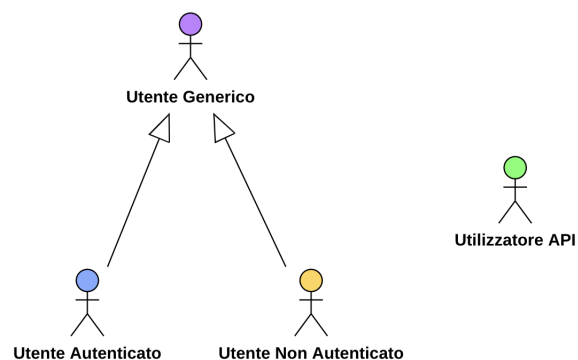 Utente Generico
Utilizzatore API
Utente Autenticato
Utente Non Autenticato